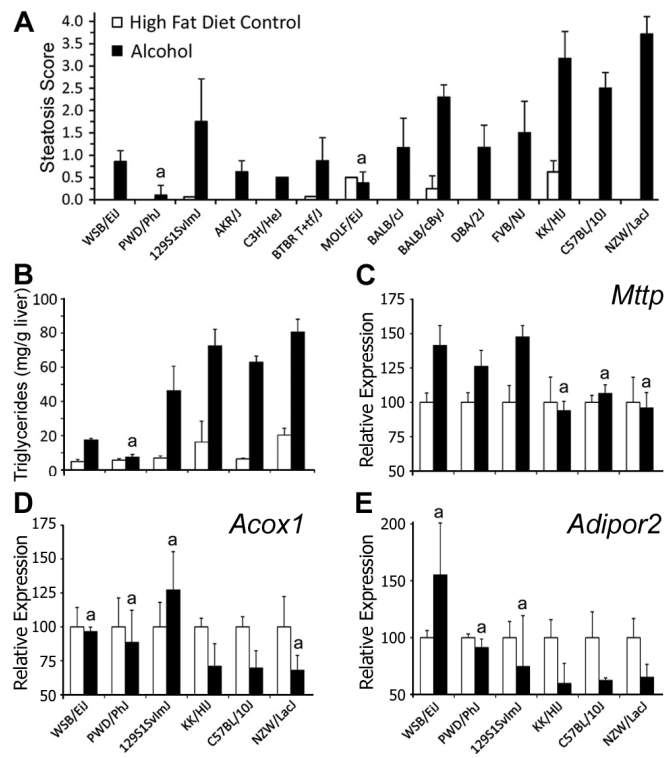 A
High Fat Diet Control
Alcohol
Steatosis Score
4.0
3.5
3.0
2.5
2.0
1.5
1.0
0.5
0.0
a
a
WSB/EiJ
PWD/PhJ
129S1SvImJ
AKR/J
C3H/HeJ
BTBR T+tf/J
MOLF/EiJ
BALB/cJ
BALB/cByJ
DBA/2J
FVB/NJ
KK/HIJ
C57BL/10J
NZW/LacJ
B
Triglycerides (mg/g liver)
100
80
60
40
20
0
a
C
Mttp
Relative Expression
175
150
125
100
75
50
a
a
a
D
Acox1
Relative Expression
175
150
125
100
75
50
a
a
a
a
WSB/EiJ
PWD/PhJ
129S1SvImJ
KK/HIJ
C57BL/10J
NZW/LacJ
E
Adipor2
Relative Expression
200
150
100
50
a
a
a
WSB/EiJ
PWD/PhJ
129S1SvImJ
KK/HIJ
C57BL/10J
NZW/LacJ